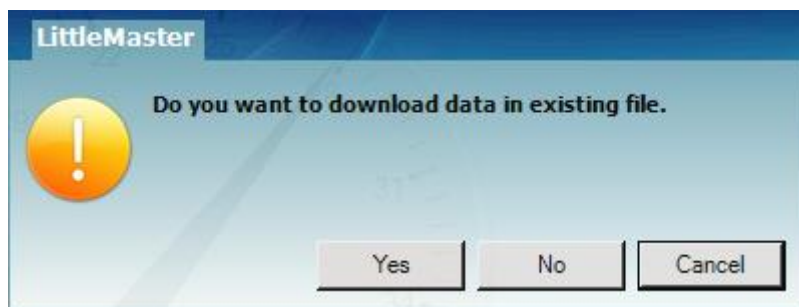 LittleMaster
Do you want to download data in existing file.
Yes No Cancel